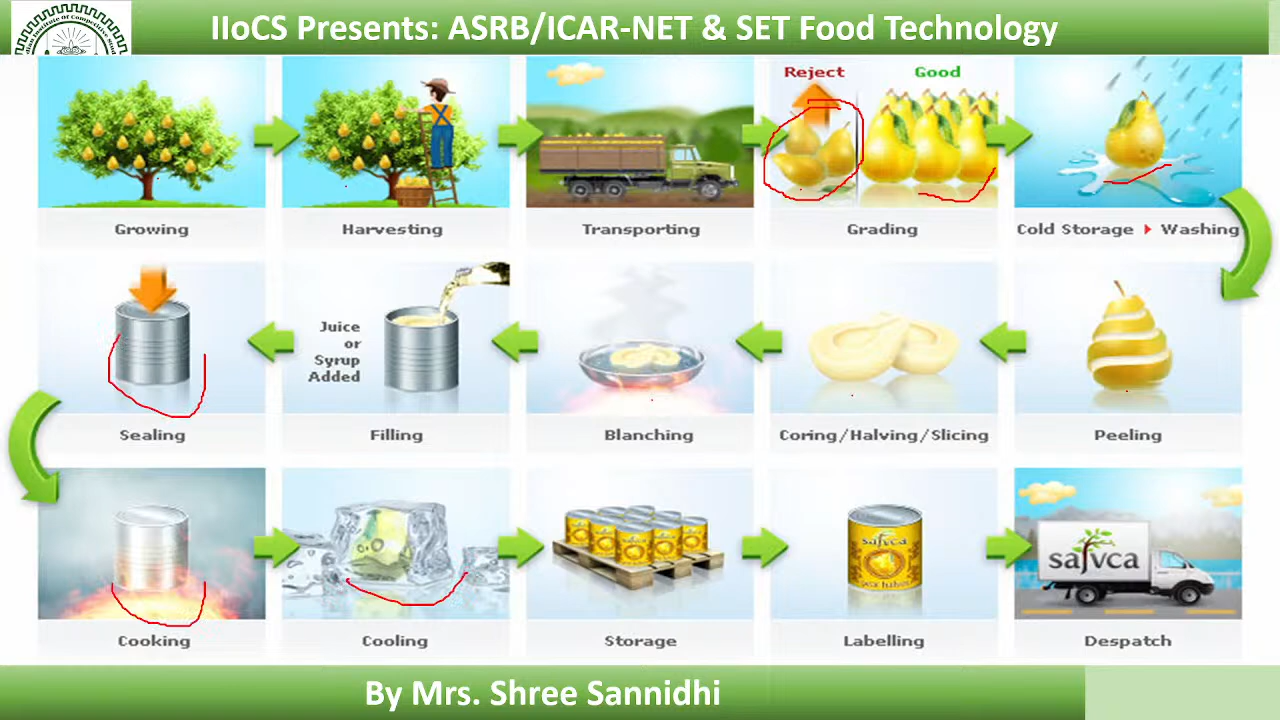 IIoCS Presents: ASRB/ICAR-NET & SET Food Technology
Reject
Good
Growing
Harvesting
Transporting
Grading
Cold Storage
Washing
Juice
or
Syrup
Added
Sealing
Filling
Blanching
Coring/Halving/Slicing
Peeling
safvca
safvca
Cooking
Cooling
Storage
Labelling
Despatch
By Mrs. Shree Sannidhi